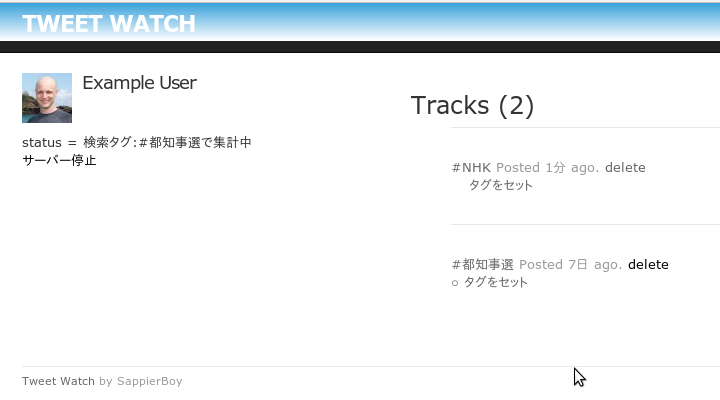 TWEET WATCH
Example User
status = 検索タグ:#都知事選で集計中
サーバー停止
Tracks (2)
#NHK Posted 1分 ago. delete
タグをセット
#都知事選 Posted 7日 ago. delete
○ タグをセット
Tweet Watch by SappierBoy